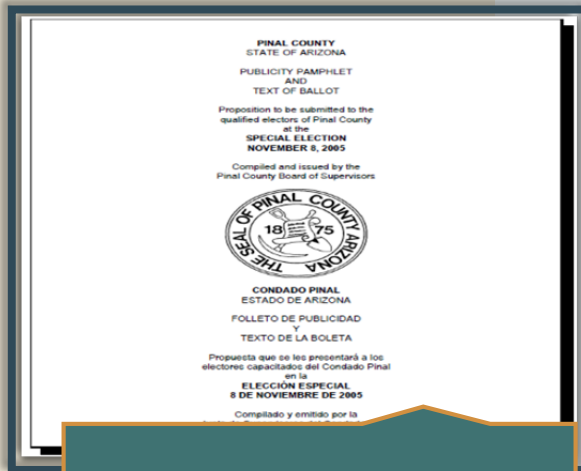 PINAL COUNTY
STATE OF ARIZONA
PUBLICITY PAMPHLET
AND
TEXT OF BALLOT
Proposition to be submitted to the
qualified electors of Pinal County
at the
SPECIAL ELECTION
NOVEMBER 8, 2005
Compiled and issued by the
Pinal County Board of Supervisors
THE SEAL OF PINAL COUNTY ARIZONA
1875
CONDADO PINAL
ESTADO DE ARIZONA
FOLLETO DE PUBLICIDAD
Y
TEXTO DE LA BOLETA
Propuesta que se les presentará a los
electores capacitados del Condado Pinal
en la
ELECCIÓN ESPECIAL
8 DE NOVIEMBRE DE 2005
Compilado y emitido por la